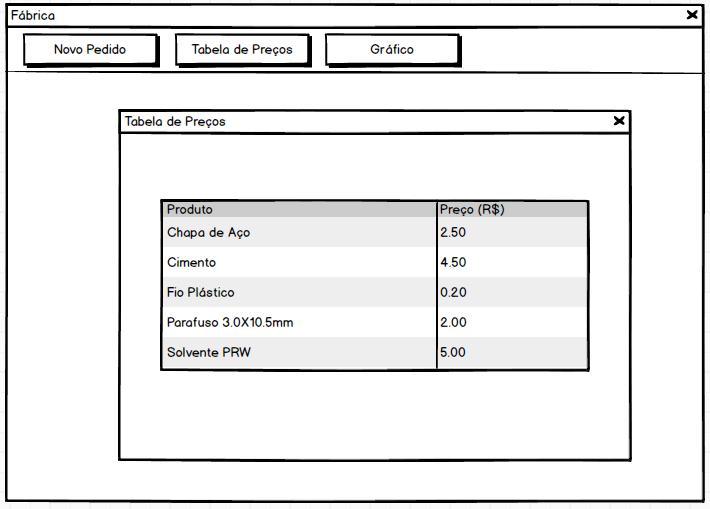 Fábrica
Novo Pedido Tabela de Preços Gráfico
Tabela de Preços
Produto Preço (R$)
Chapa de Aço 2.50
Cimento 4.50
Fio Plástico 0.20
Parafuso 3.0X10.5mm 2.00
Solvente PRW 5.00